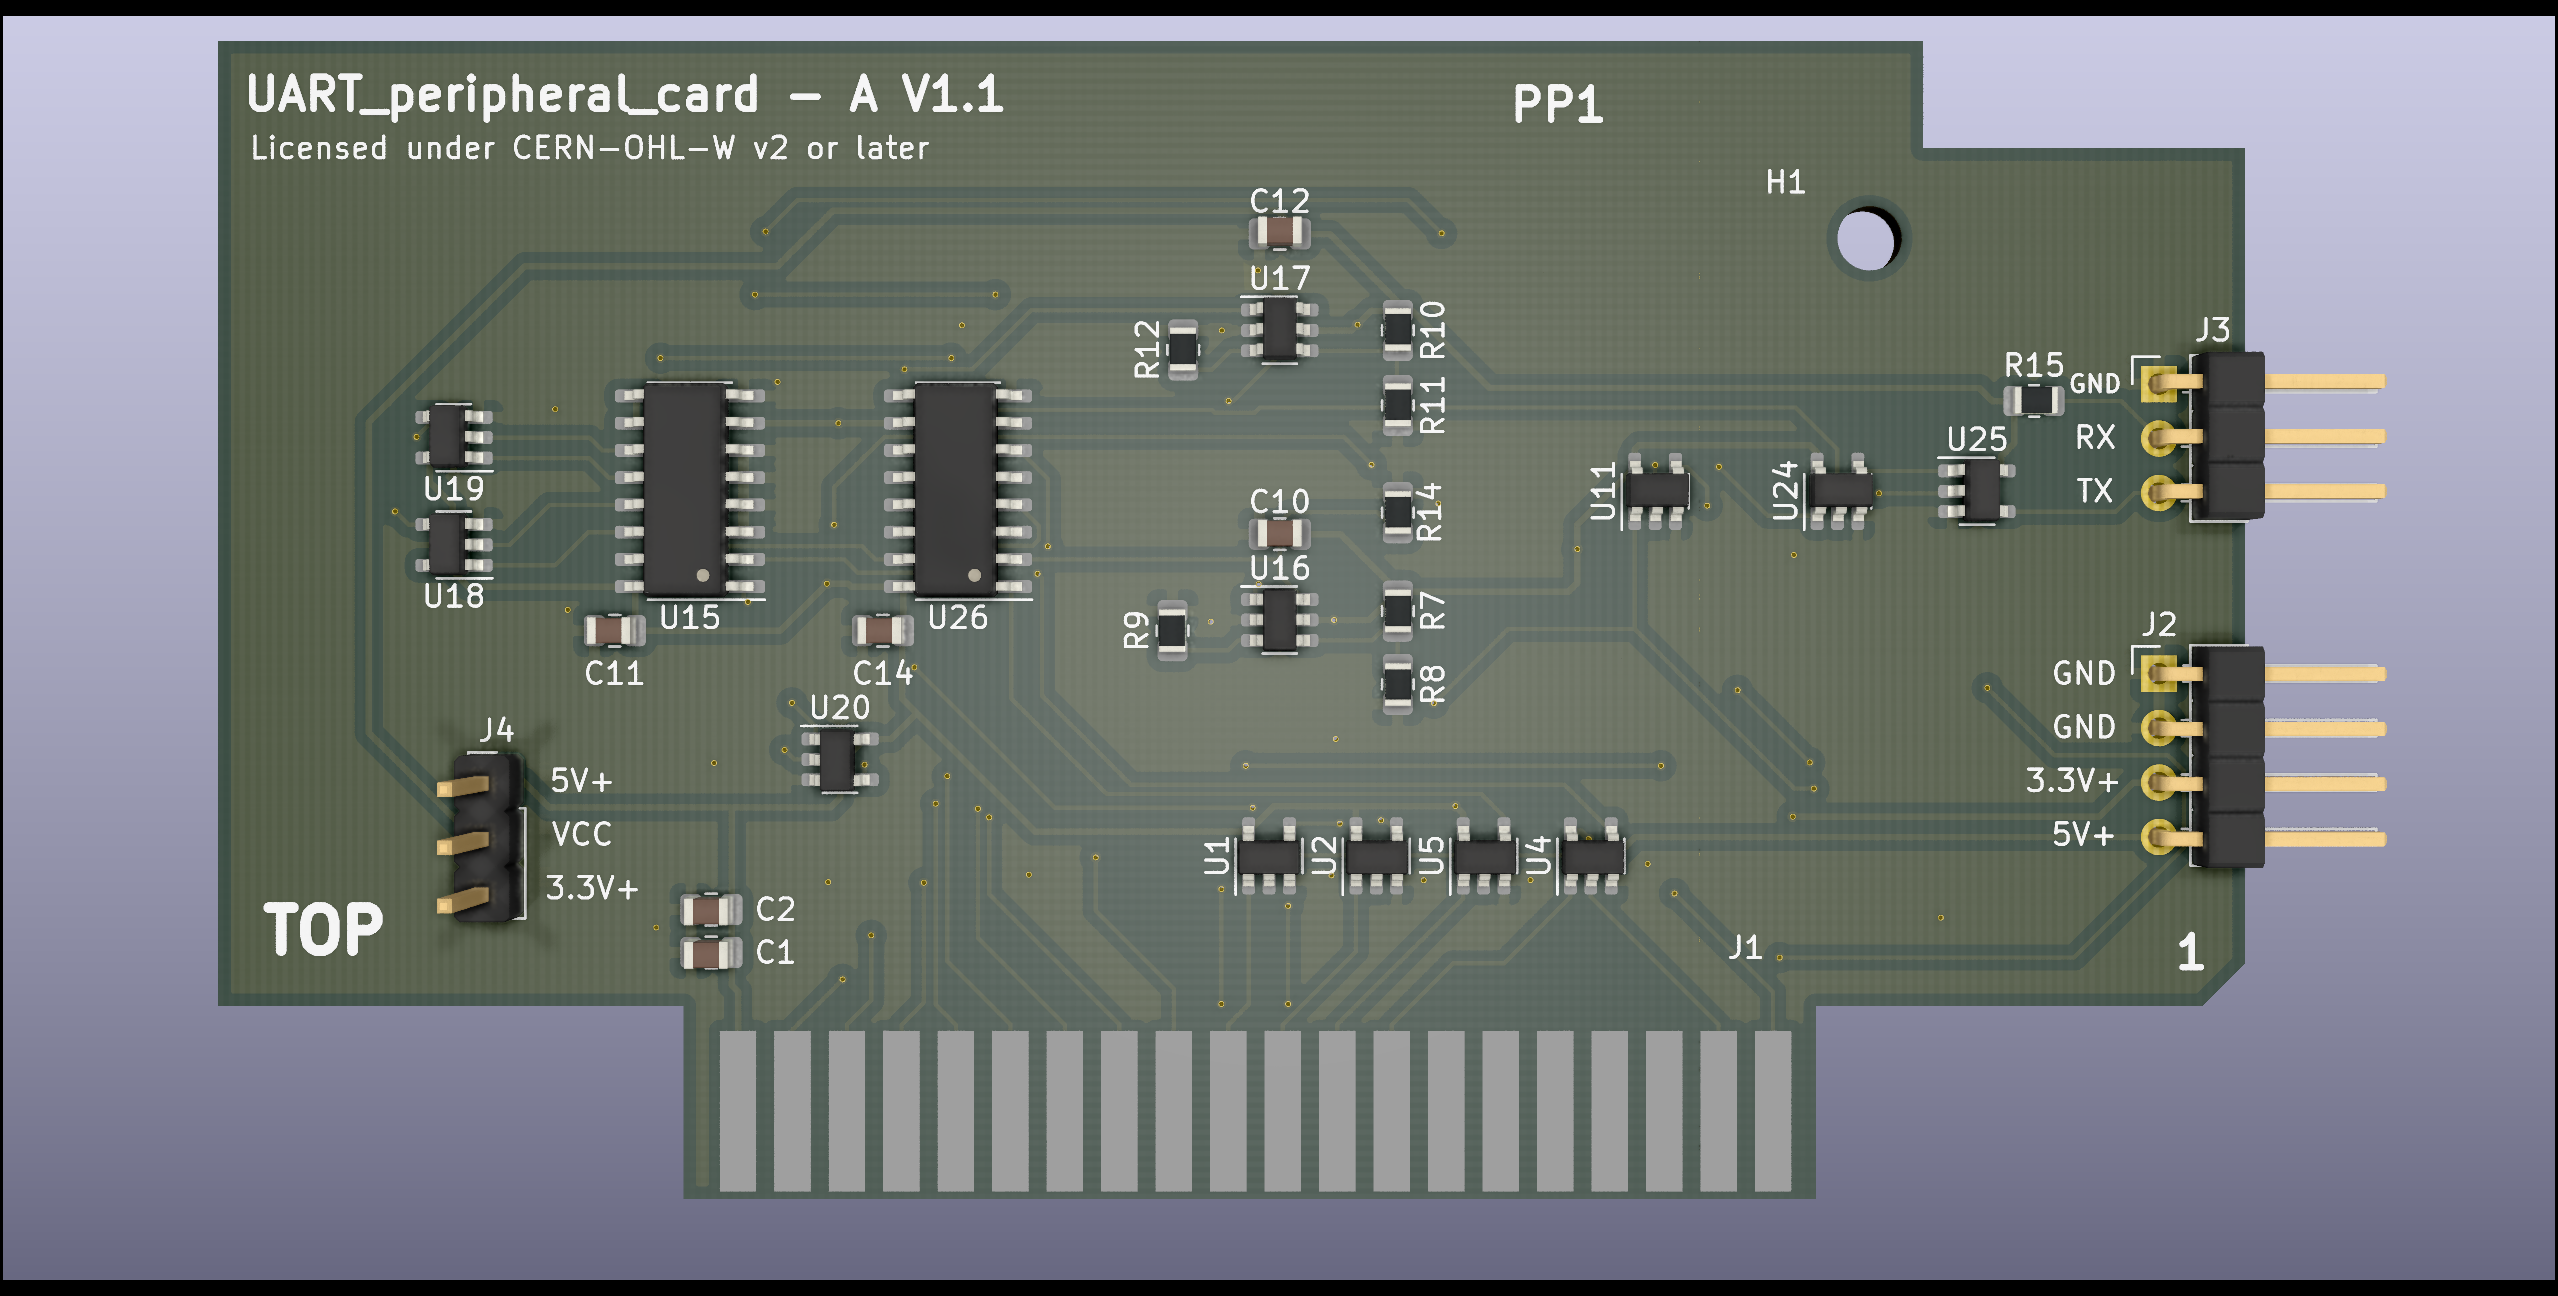 UART_peripheral_card - A V1.1
Licensed under CERN-OHL-W v2 or later
PP1
H1
C12
U17
R12
R10
R11
J3
R15
GND
RX
TX
U25
U19
U18
U15
U26
C11
C14
C10
U16
R14
R9
R7
R8
U11
U24
J2
GND
GND
3.3V+
5V+
U20
J4
5V+
VCC
3.3V+
TOP
C2
C1
U1
U2
U5
U4
J1
1